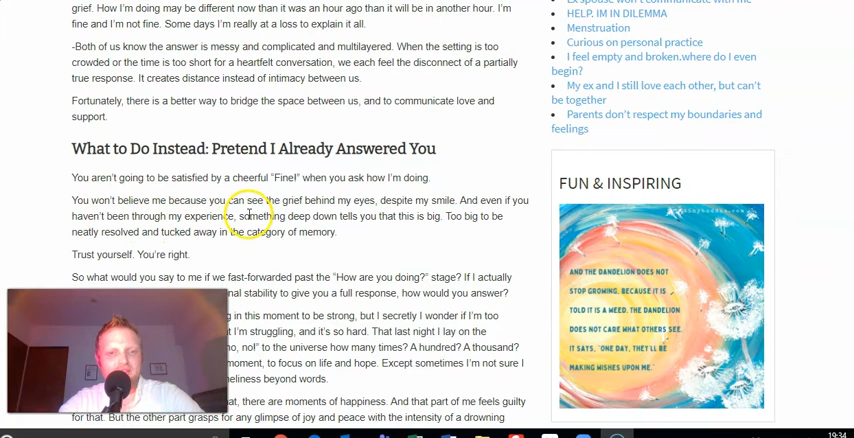 grief. How I'm doing may be different now than it was an hour ago than it will be in another hour. I'm
fine and I'm not fine. Some days I'm really at a loss to explain it all.
-Both of us know the answer is messy and complicated and multilayered. When the setting is too
crowded or the time is too short for a heartfelt conversation, we each feel the disconnect of a partially
true response. It creates distance instead of intimacy between us.
Fortunately, there is a better way to bridge the space between us, and to communicate love and
support.
What to Do Instead: Pretend I Already Answered You
You aren't going to be satisfied by a cheerful "Fine!" when you ask how I'm doing.
You won't believe me because you can see the grief behind my eyes, despite my smile. And even if you
haven't been through my experience, something deep down tells you that this is big. Too big to be
neatly resolved and tucked away in the category of memory.
Trust yourself. You're right.
So what would you say to me if we fast-forwarded past the "How are you doing?" stage? If I actually
nal stability to give you a full response, how would you answer?
g in this moment to be strong, but I secretly I wonder if I'm too
t I'm struggling, and it's so hard. That last night I lay on the
no, no!" to the universe how many times? A hundred? A thousand?
moment, to focus on life and hope. Except sometimes I'm not sure I
neliness beyond words.
at, there are moments of happiness. And that part of me feels guilty
for that. But the other part grasps for any glimpse of joy and peace with the intensity of a drowning
Ex spouse won't communicate with me
HELP. IM IN DILEMMA
Menstruation
Curious on personal practice
I feel empty and broken.where do I even
begin?
My ex and I still love each other, but can't
be together
Parents don't respect my boundaries and
feelings
FUN & INSPIRING
AND THE DANDELION DOES NOT
STOP GROWING, BECAUSE IT IS
TOLD IT IS A WEED. THE DANDELION
DOES NOT CARE WHAT OTHERS SEE.
IT SAYS, "ONE DAY, THEY'LL BE
MAKING WISHES UPON ME."
19:34